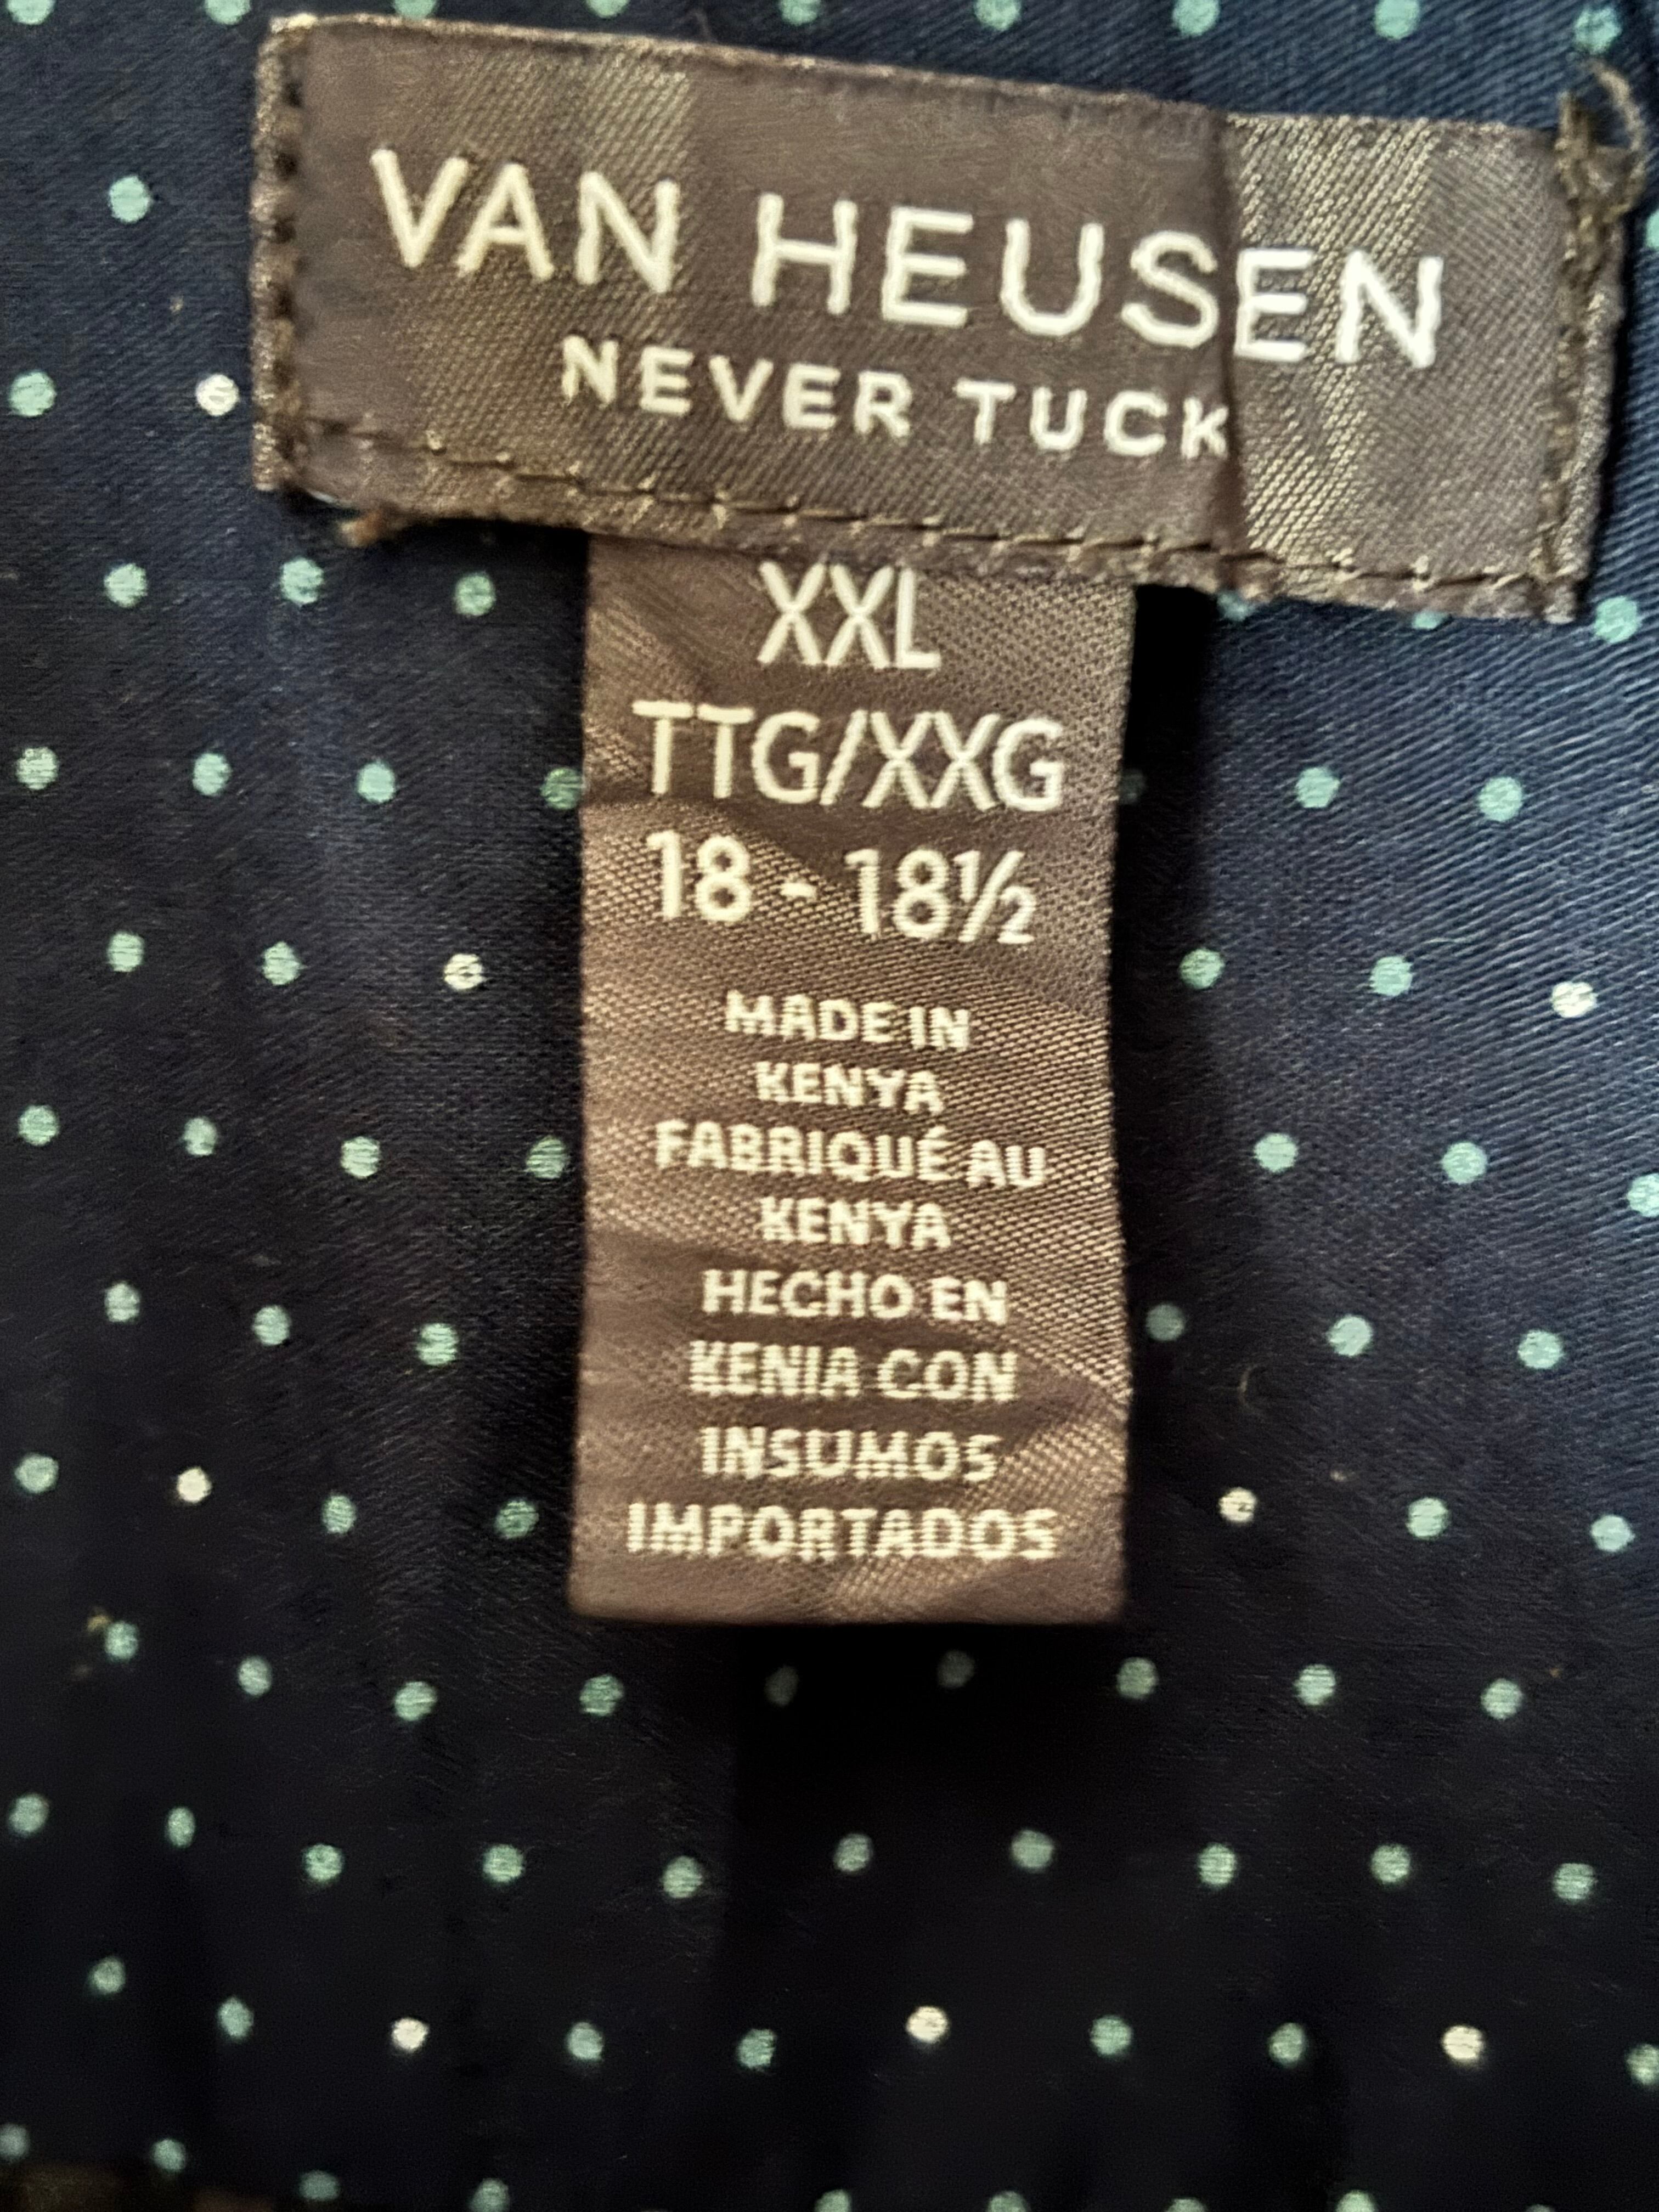 VAN HEUSEN
NEVER TUCK
XXL
TTG/XXG
18 - 18½
MADE IN
KENYA
FABRIQUÉ AU
KENYA
HECHO EN
KENIA CON
INSUMOS
IMPORTADOS